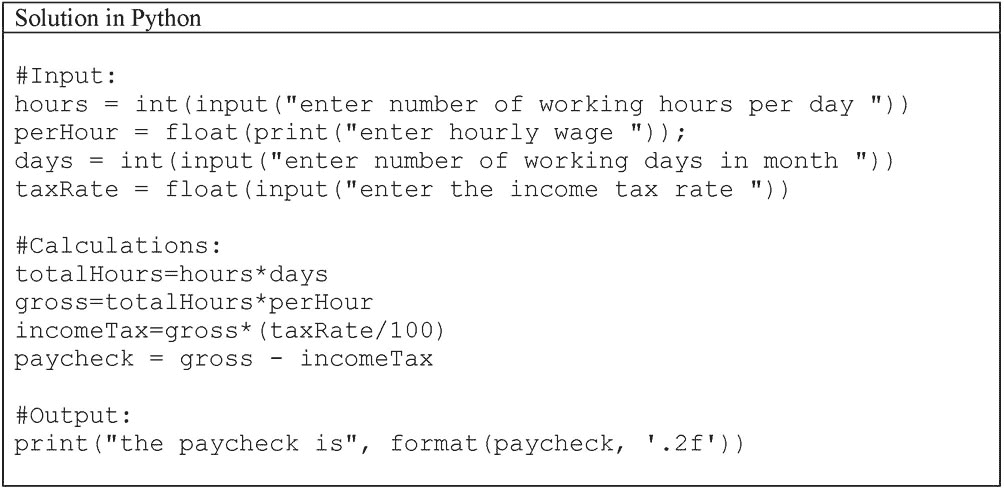 Solution in Python
#Input:
hours = int(input("enter number of working hours per day "))
perHour = float(print("enter hourly wage "));
days = int(input("enter number of working days in month "))
taxRate = float(input("enter the income tax rate "))
#Calculations:
totalHours=hours*days
gross=totalHours*perHour
incomeTax=gross*(taxRate/100)
paycheck = gross - incomeTax
#Output:
print("the paycheck is", format(paycheck, '.2f'))